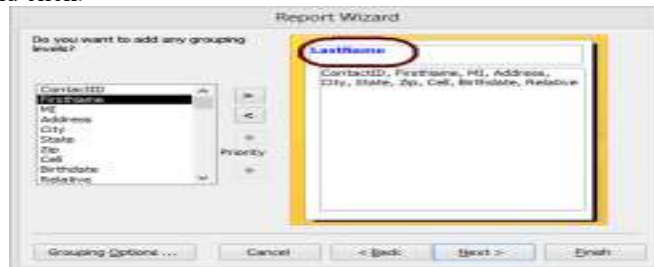 Report Wizard
Do you want to add any grouping
levels?
ContactID
Firstname
MI
Address
City
State
Zip
Cell
Birthdate
Relative
>
<
Priority
LastName
ContactID, Firstname, MI, Address,
City, State, Zip, Cell, Birthdate, Relative
Grouping Options ...
Cancel
< Back
Next >
Finish